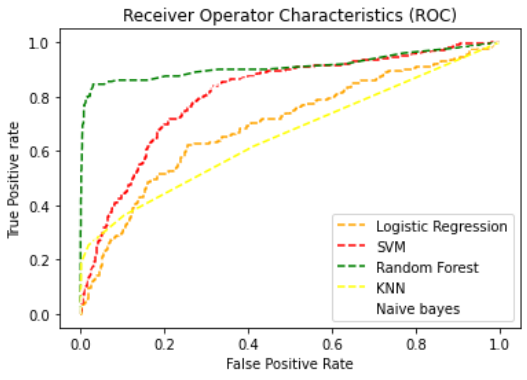 Receiver Operator Characteristics (ROC)
True Positive rate
1.0
0.8
0.6
0.4
0.2
0.0
Logistic Regression
SVM
Random Forest
KNN
Naive bayes
0.0 0.2 0.4 0.6 0.8 1.0
False Positive Rate